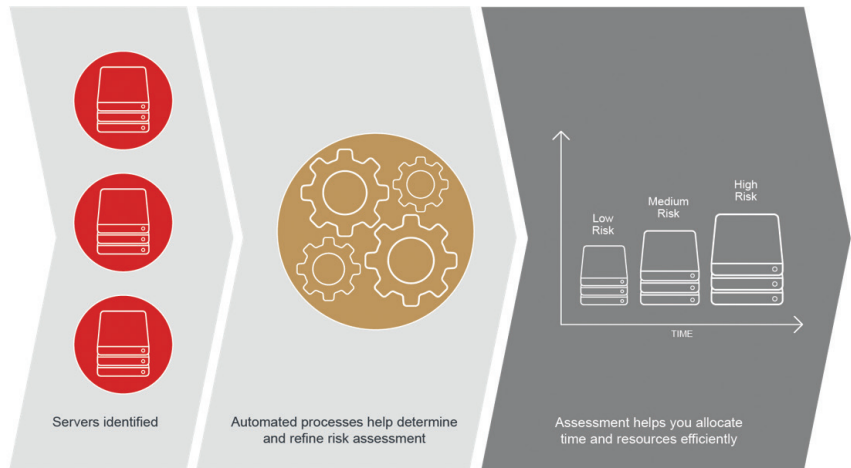 Servers identified
Automated processes help determine
and refine risk assessment
Low
Risk
Medium
Risk
High
Risk
TIME
Assessment helps you allocate
time and resources efficiently